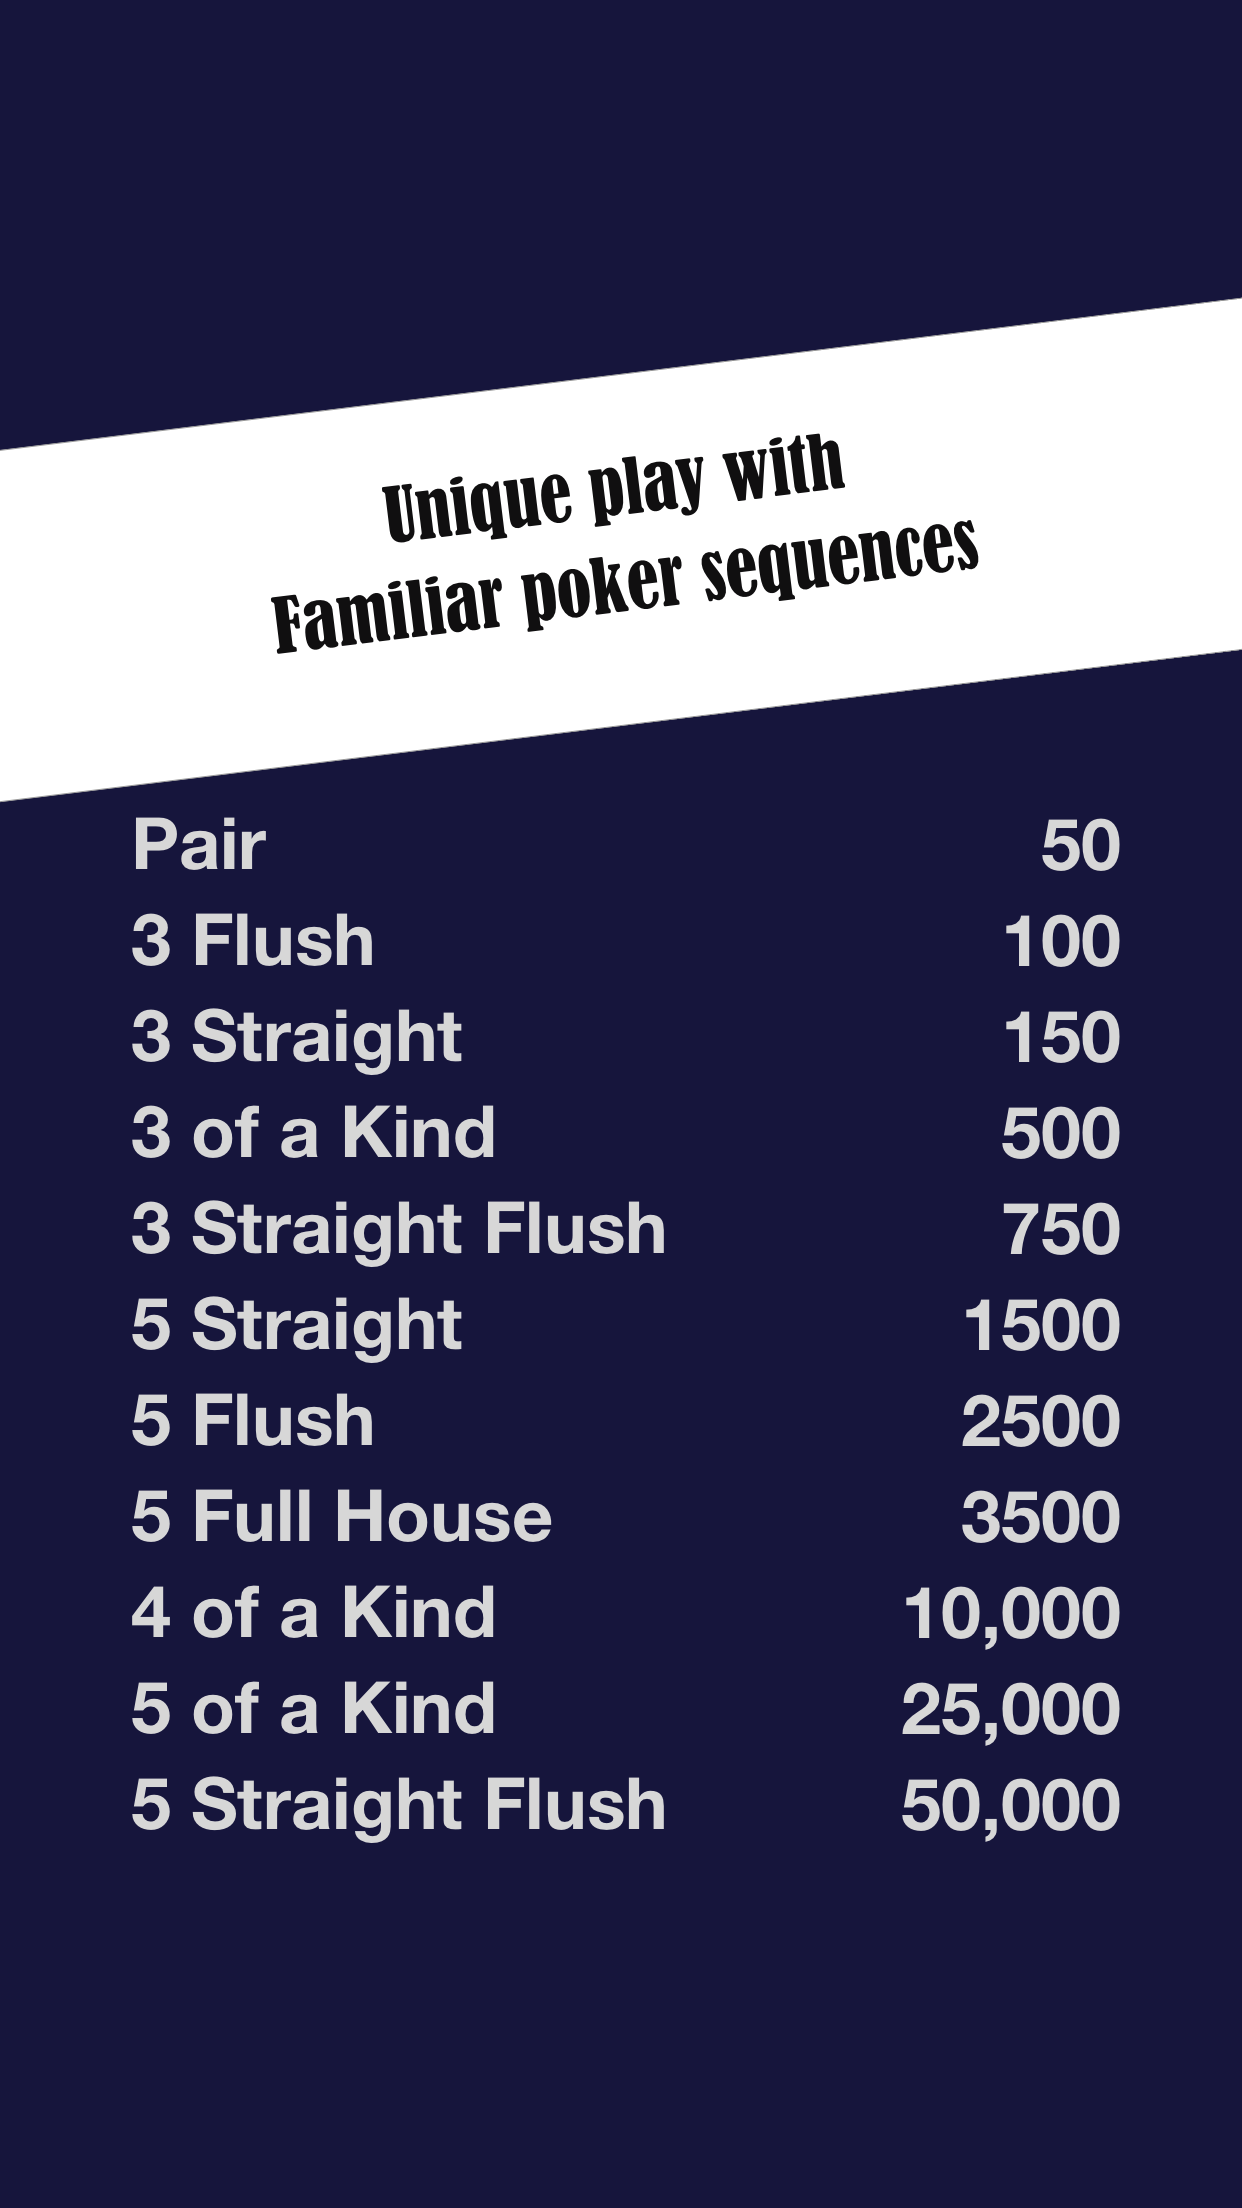 Unique play with
Familiar poker sequences
Pair 50
3 Flush 100
3 Straight 150
3 of a Kind 500
3 Straight Flush 750
5 Straight 1500
5 Flush 2500
5 Full House 3500
4 of a Kind 10,000
5 of a Kind 25,000
5 Straight Flush 50,000